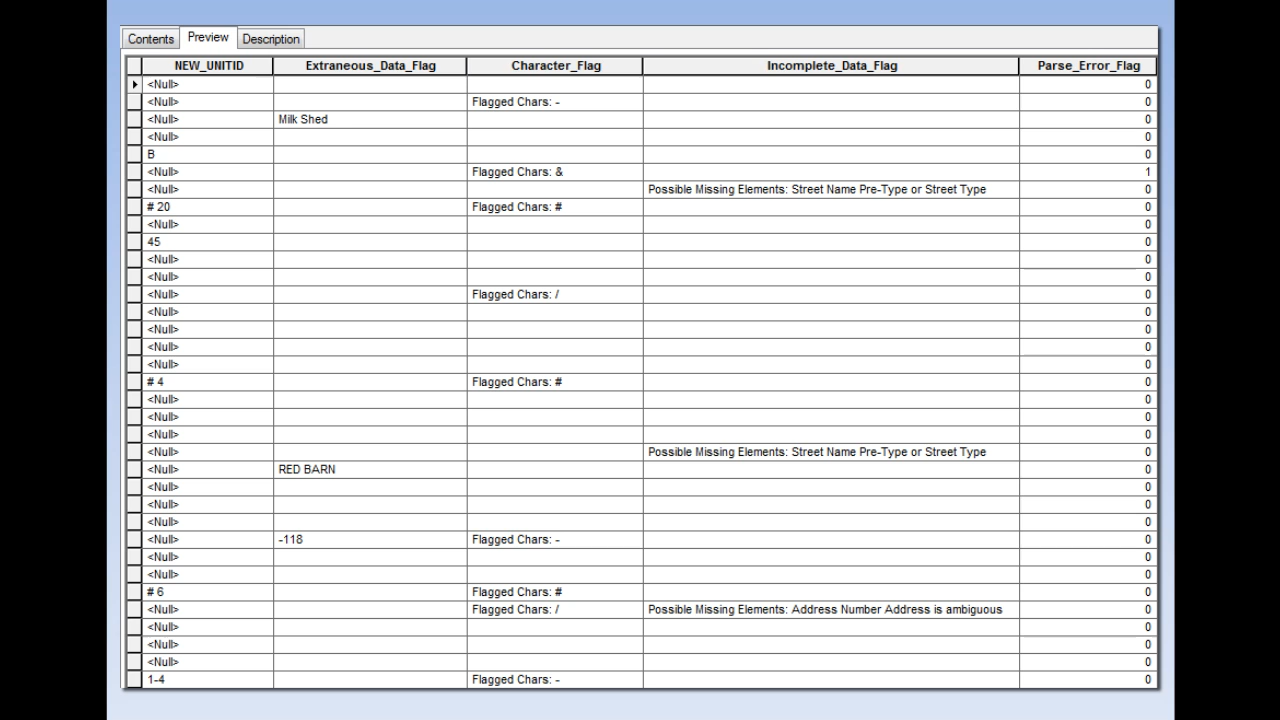 Contents Preview Description
NEW_UNITID Extraneous_Data_Flag Character_Flag Incomplete_Data_Flag Parse_Error_Flag
<Null> 0
<Null> Flagged Chars: - 0
<Null> Milk Shed 0
<Null> 0
B 0
<Null> Flagged Chars: & 1
<Null> Possible Missing Elements: Street Name Pre-Type or Street Type 0
# 20 Flagged Chars: # 0
<Null> 0
45 0
<Null> 0
<Null> 0
<Null> Flagged Chars: / 0
<Null> 0
<Null> 0
<Null> 0
<Null> 0
# 4 Flagged Chars: # 0
<Null> 0
<Null> 0
<Null> 0
<Null> Possible Missing Elements: Street Name Pre-Type or Street Type 0
<Null> RED BARN 0
<Null> 0
<Null> 0
<Null> 0
<Null> -118 Flagged Chars: - 0
<Null> 0
<Null> 0
# 6 Flagged Chars: # 0
<Null> Flagged Chars: / Possible Missing Elements: Address Number Address is ambiguous 0
<Null> 0
<Null> 0
<Null> 0
1-4 Flagged Chars: - 0